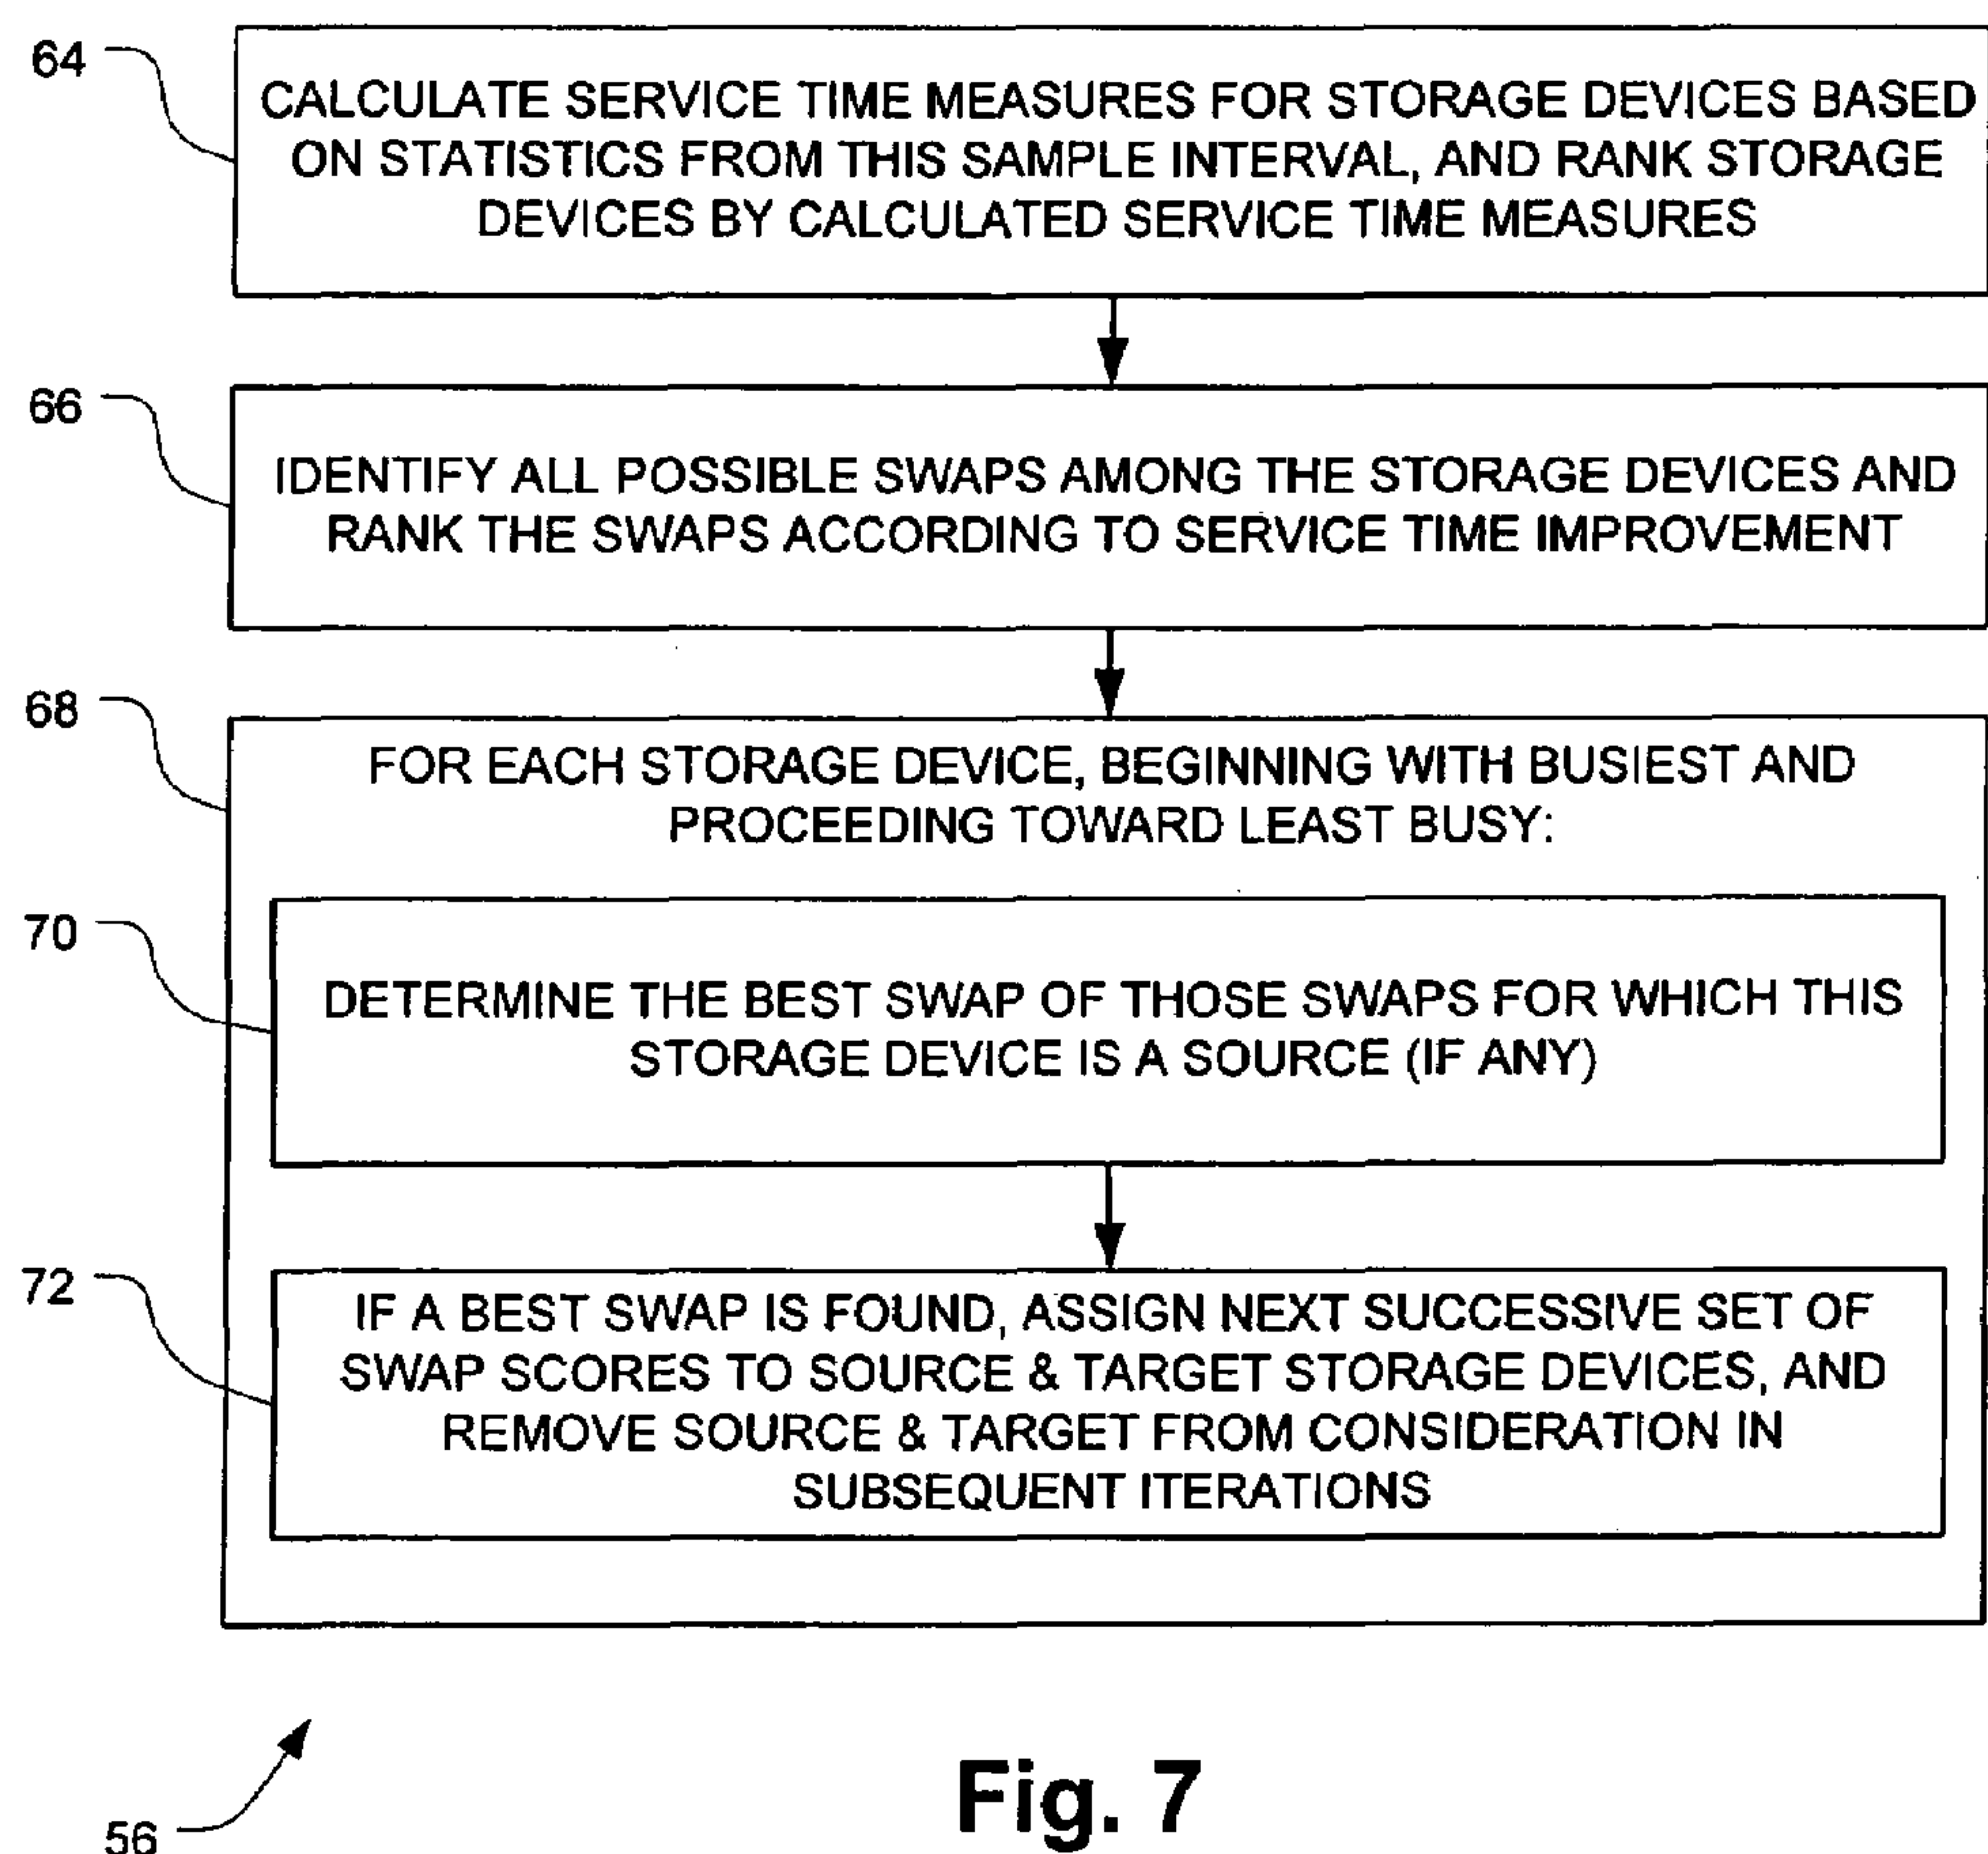 64
CALCULATE SERVICE TIME MEASURES FOR STORAGE DEVICES BASED
ON STATISTICS FROM THIS SAMPLE INTERVAL, AND RANK STORAGE
DEVICES BY CALCULATED SERVICE TIME MEASURES
66
IDENTIFY ALL POSSIBLE SWAPS AMONG THE STORAGE DEVICES AND
RANK THE SWAPS ACCORDING TO SERVICE TIME IMPROVEMENT
68
FOR EACH STORAGE DEVICE, BEGINNING WITH BUSIEST AND
PROCEEDING TOWARD LEAST BUSY:
70
DETERMINE THE BEST SWAP OF THOSE SWAPS FOR WHICH THIS
STORAGE DEVICE IS A SOURCE (IF ANY)
72
IF A BEST SWAP IS FOUND, ASSIGN NEXT SUCCESSIVE SET OF
SWAP SCORES TO SOURCE & TARGET STORAGE DEVICES, AND
REMOVE SOURCE & TARGET FROM CONSIDERATION IN
SUBSEQUENT ITERATIONS
56
Fig. 7